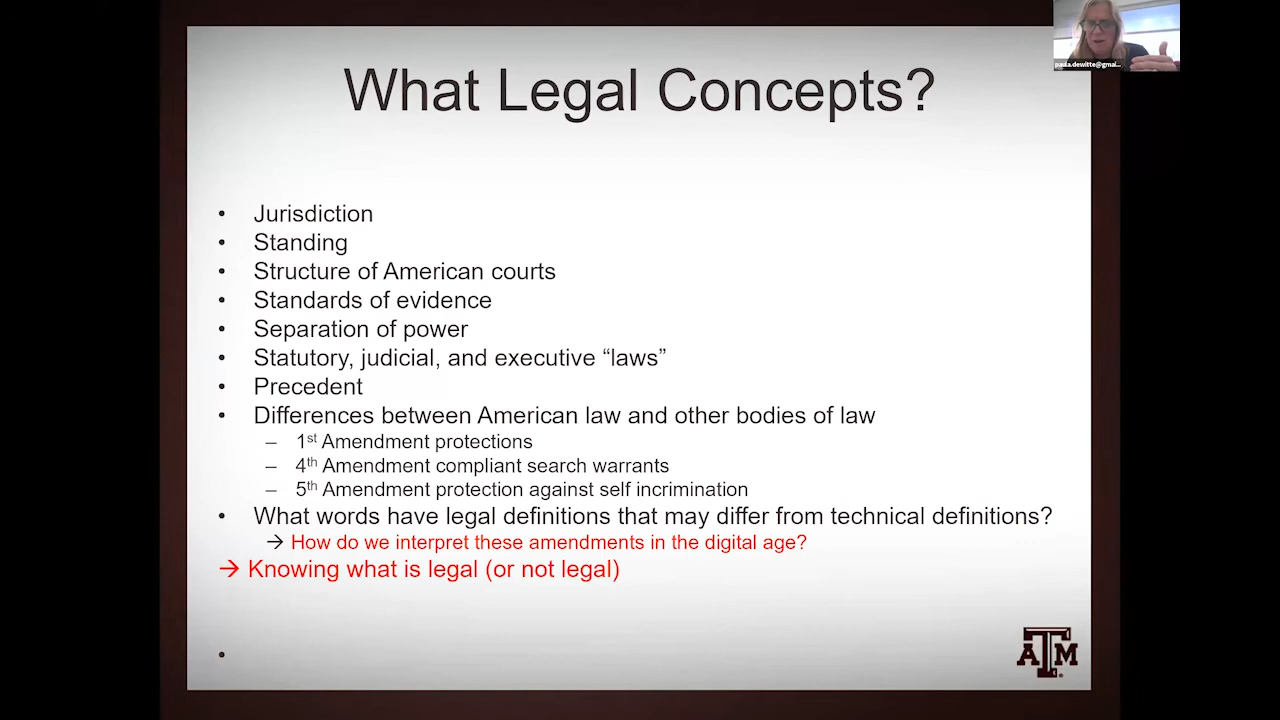 paula.dewitte@gmai...
What Legal Concepts?
• Jurisdiction
• Standing
• Structure of American courts
• Standards of evidence
• Separation of power
• Statutory, judicial, and executive “laws”
• Precedent
• Differences between American law and other bodies of law
– 1st Amendment protections
– 4th Amendment compliant search warrants
– 5th Amendment protection against self incrimination
• What words have legal definitions that may differ from technical definitions?
→ How do we interpret these amendments in the digital age?
→ Knowing what is legal (or not legal)
•
ATM